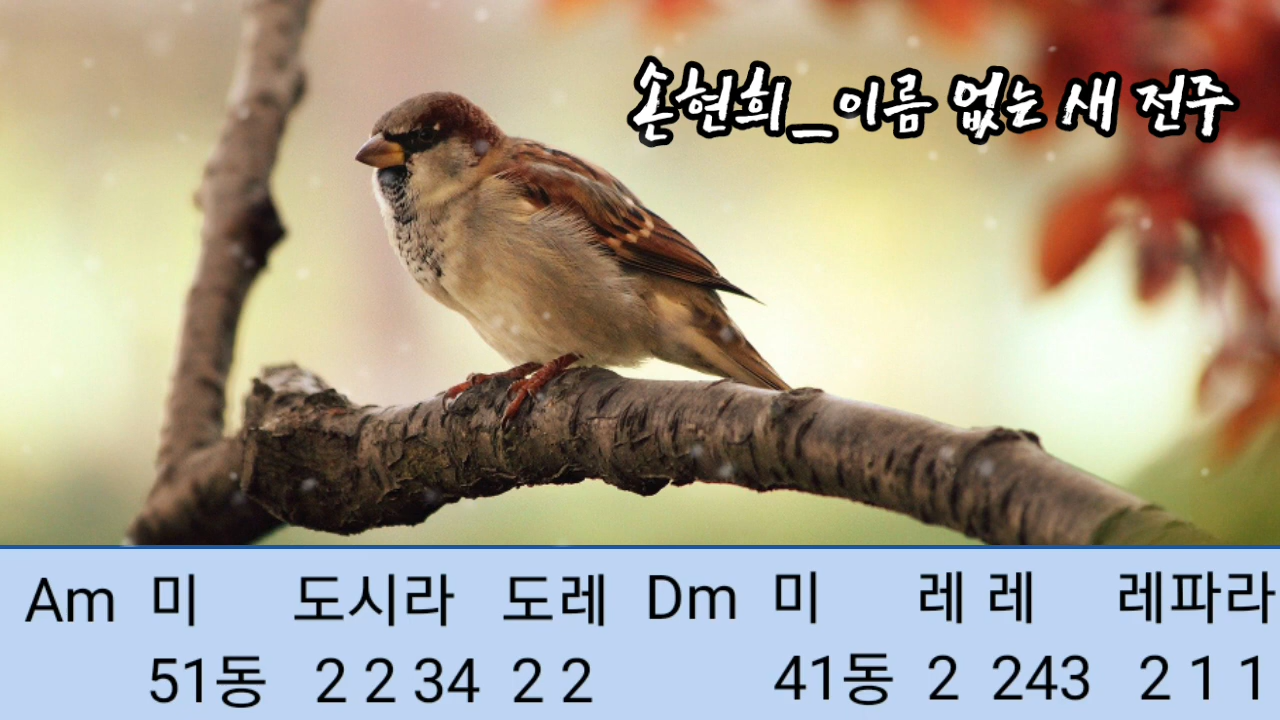 손현희_이름 없는 새 전주
Am 미 도시라 도레 Dm 미 레 레 레파라
51동 2 2 34 2 2 41동 2 243 2 1 1